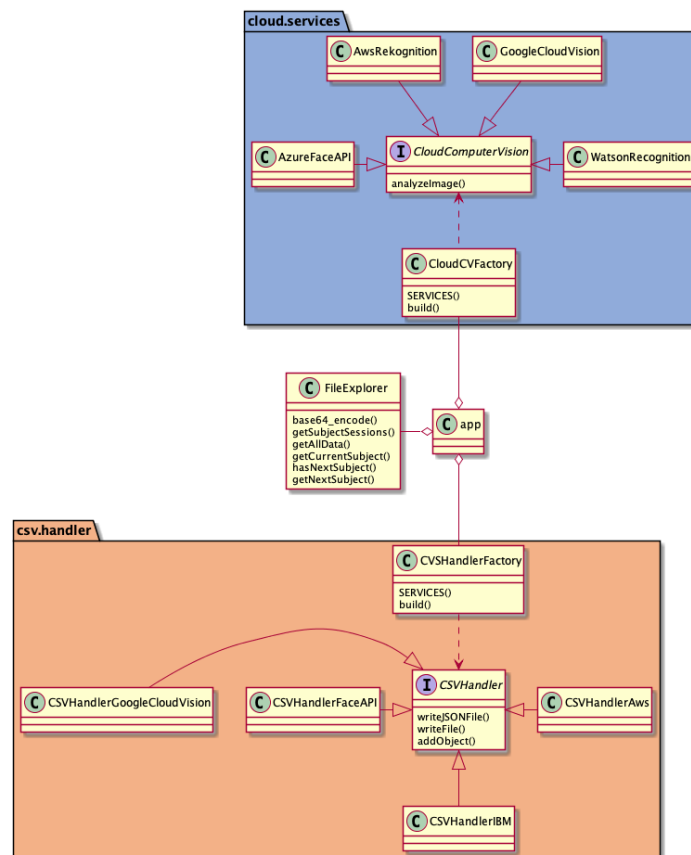 cloud.services
C AwsRekognition
C GoogleCloudVision
C AzureFaceAPI
I CloudComputerVision
analyzeImage()
C WatsonRecognition
C CloudCVFactory
SERVICES()
build()
C FileExplorer
base64_encode()
getSubjectSessions()
getAllData()
getCurrentSubject()
hasNextSubject()
getNextSubject()
C app
csv.handler
C CVSHandlerFactory
SERVICES()
build()
C CSVHandlerGoogleCloudVision
C CSVHandlerFaceAPI
I CSVHandler
writeJSONFile()
writeFile()
addObject()
C CSVHandlerAws
C CSVHandlerIBM